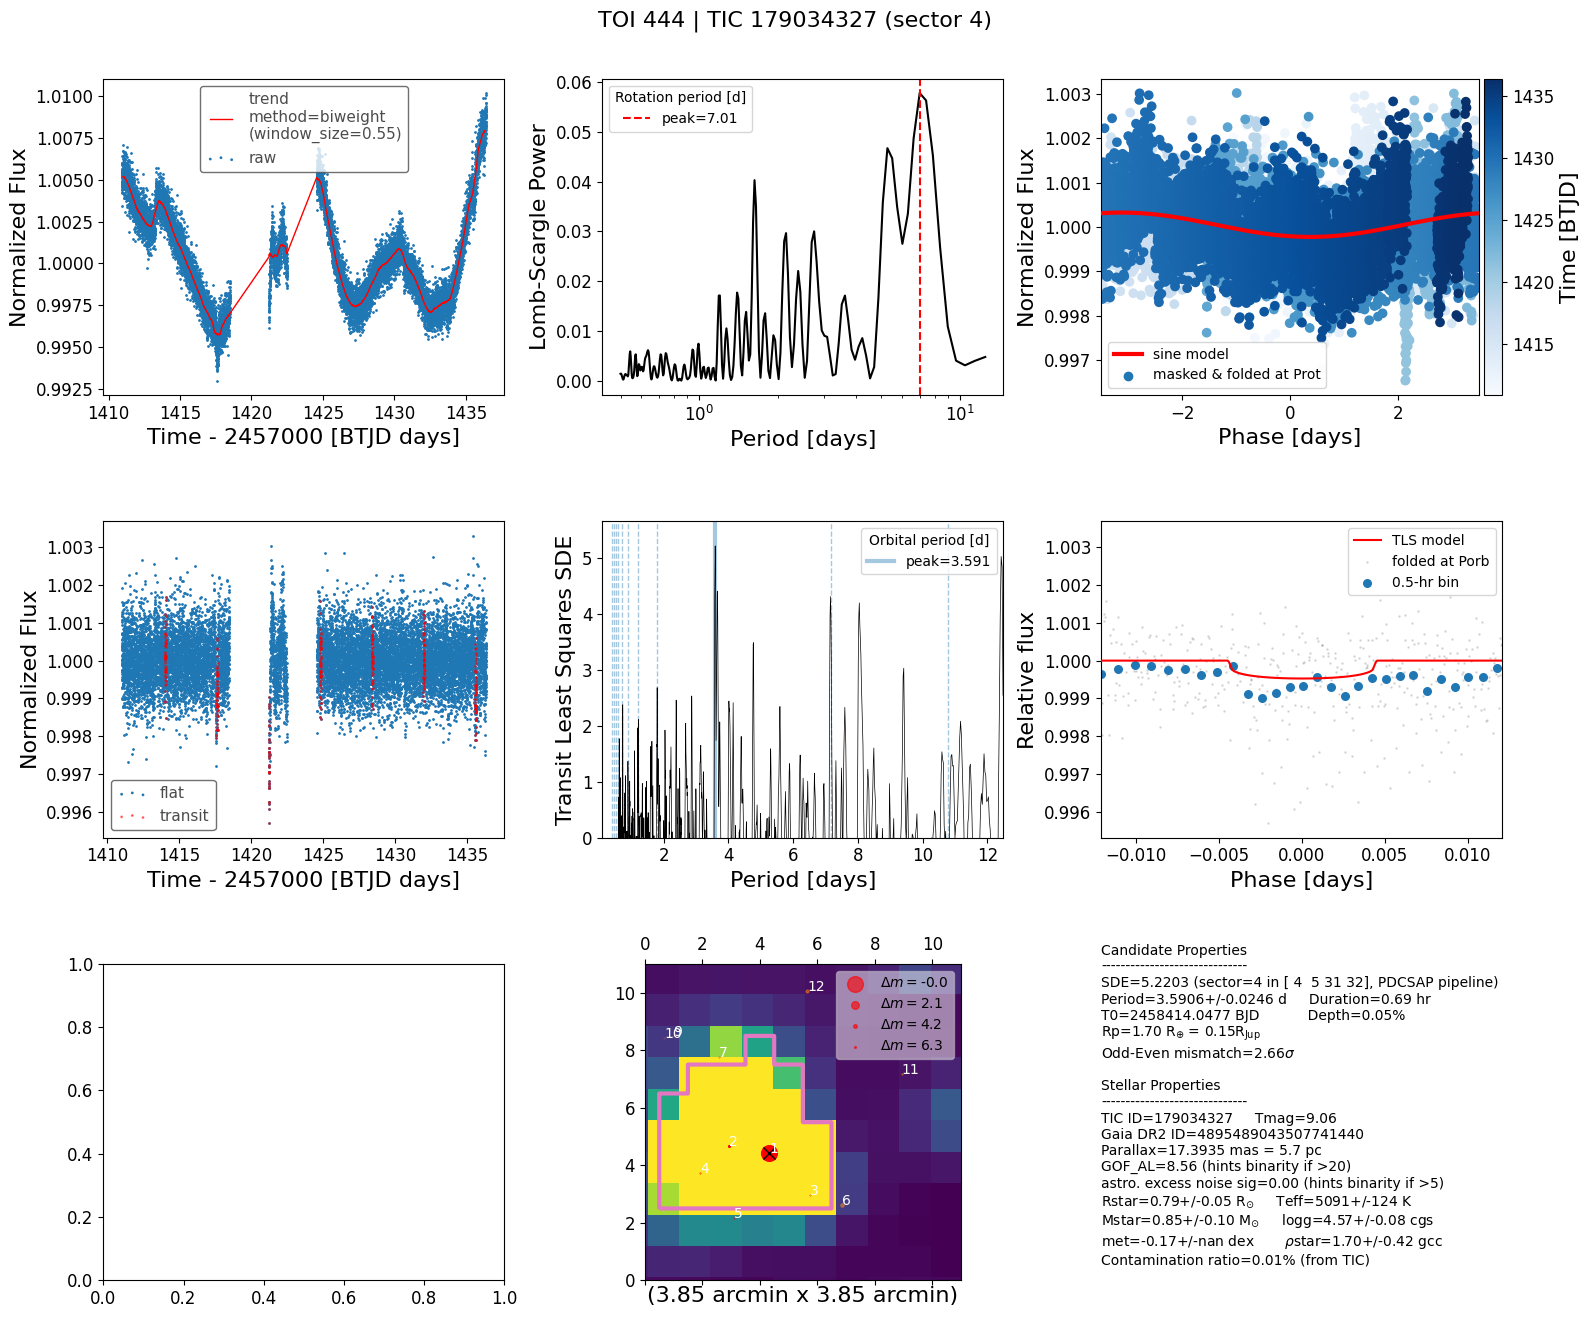 TOI 444 | TIC 179034327 (sector 4)
Normalized Flux
1.0100
1.0075
1.0050
1.0025
1.0000
0.9975
0.9950
0.9925
trend
method=biweight
(window_size=0.55)
raw
1410 1415 1420 1425 1430 1435
Time - 2457000 [BTJD days]
Lomb-Scargle Power
0.06
0.05
0.04
0.03
0.02
0.01
0.00
Rotation period [d]
peak=7.01
10⁰ 10¹
Period [days]
Normalized Flux
1.003
1.002
1.001
1.000
0.999
0.998
0.997
sine model
masked & folded at Prot
−2 0 2
Phase [days]
1435
1430
1425
1420
1415
Time [BTJD]
Normalized Flux
1.003
1.002
1.001
1.000
0.999
0.998
0.997
0.996
flat
transit
1410 1415 1420 1425 1430 1435
Time - 2457000 [BTJD days]
Transit Least Squares SDE
5
4
3
2
1
0
Orbital period [d]
peak=3.591
2 4 6 8 10 12
Period [days]
Relative flux
1.003
1.002
1.001
1.000
0.999
0.998
0.997
0.996
TLS model
folded at Porb
0.5-hr bin
−0.010 −0.005 0.000 0.005 0.010
Phase [days]
1.0
0.8
0.6
0.4
0.2
0.0
0.0 0.2 0.4 0.6 0.8 1.0
0 2 4 6 8 10
10
8
6
4
2
0
Δm = -0.0
Δm = 2.1
Δm = 4.2
Δm = 6.3
12
9
10
7
11
2
1
4
3
6
5
(3.85 arcmin x 3.85 arcmin)
Candidate Properties
------------------------------
SDE=5.2203 (sector=4 in [ 4 5 31 32], PDCSAP pipeline)
Period=3.5906+/-0.0246 d Duration=0.69 hr
T0=2458414.0477 BJD Depth=0.05%
Rp=1.70 R⊕ = 0.15RJup
Odd-Even mismatch=2.66σ
Stellar Properties
------------------------------
TIC ID=179034327 Tmag=9.06
Gaia DR2 ID=4895489043507741440
Parallax=17.3935 mas = 5.7 pc
GOF_AL=8.56 (hints binarity if >20)
astro. excess noise sig=0.00 (hints binarity if >5)
Rstar=0.79+/-0.05 R⊙ Teff=5091+/-124 K
Mstar=0.85+/-0.10 M⊙ logg=4.57+/-0.08 cgs
met=-0.17+/-nan dex ρstar=1.70+/-0.42 gcc
Contamination ratio=0.01% (from TIC)